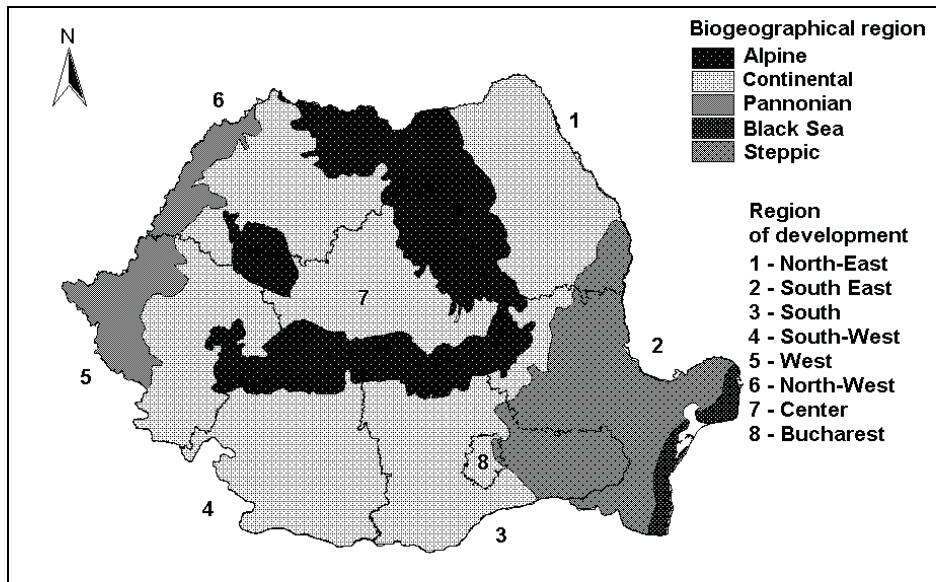 N
Biogeographical region
Alpine
Continental
Pannonian
Black Sea
Steppic
Region
of development
1 - North-East
2 - South East
3 - South
4 - South-West
5 - West
6 - North-West
7 - Center
8 - Bucharest
6
1
7
2
5
8
4
3